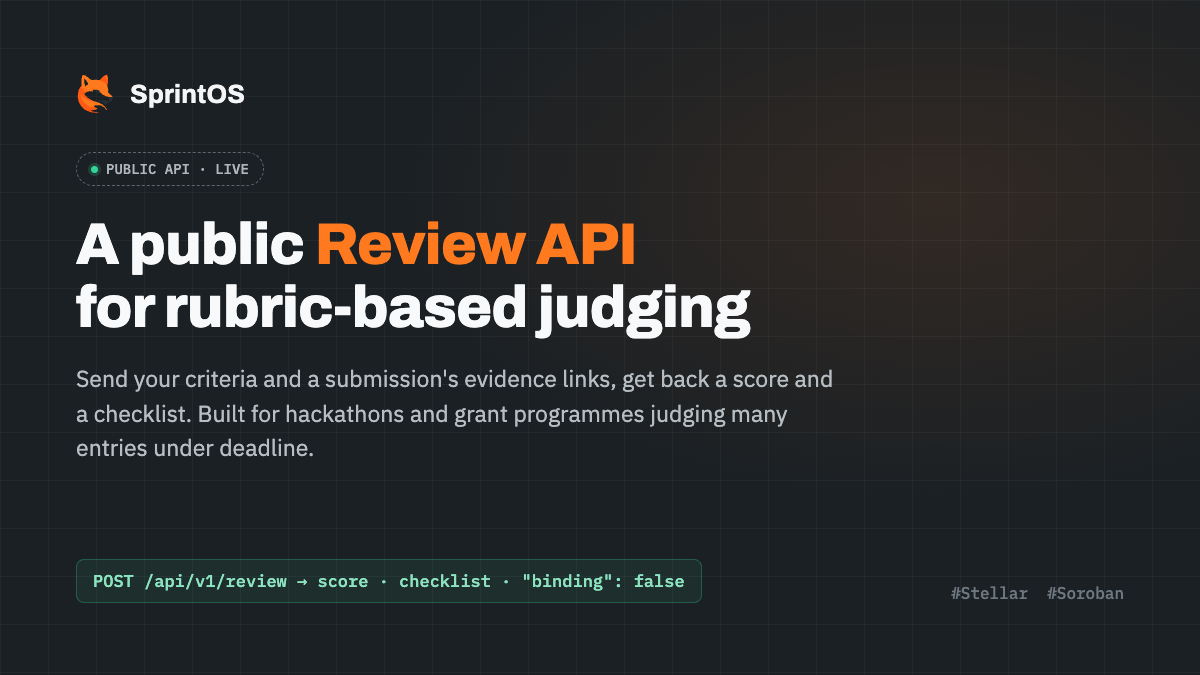 SprintOS
PUBLIC API · LIVE
A public Review API
for rubric-based judging
Send your criteria and a submission's evidence links, get back a score and
a checklist. Built for hackathons and grant programmes judging many
entries under deadline.
POST /api/v1/review → score · checklist · "binding": false
#Stellar #Soroban